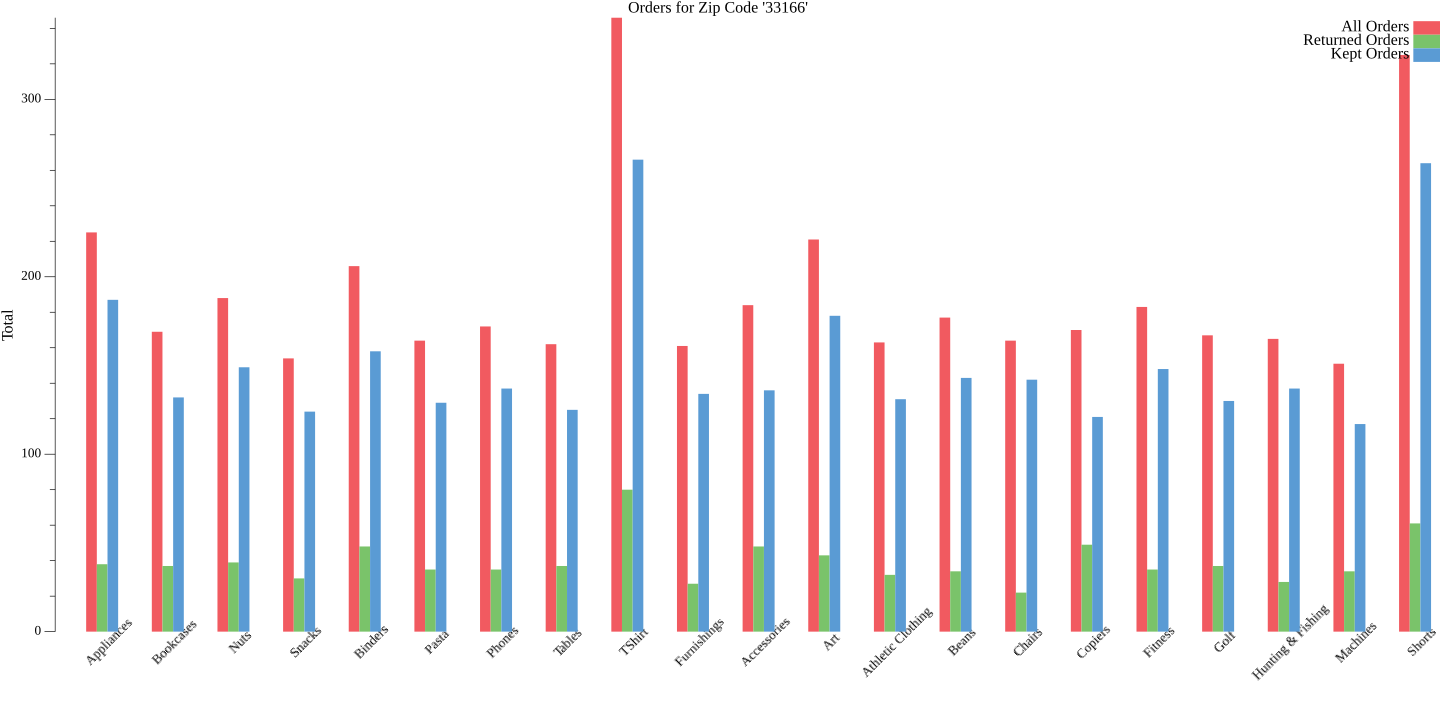 Orders for Zip Code '33166'
All Orders
Returned Orders
Kept Orders
Total
300
200
100
0
Appliances
Bookcases
Nuts
Snacks
Binders
Pasta
Phones
Tables
TShirt
Furnishings
Accessories
Art
Athletic Clothing
Beans
Chairs
Copiers
Fitness
Golf
Hunting & Fishing
Machines
Shorts